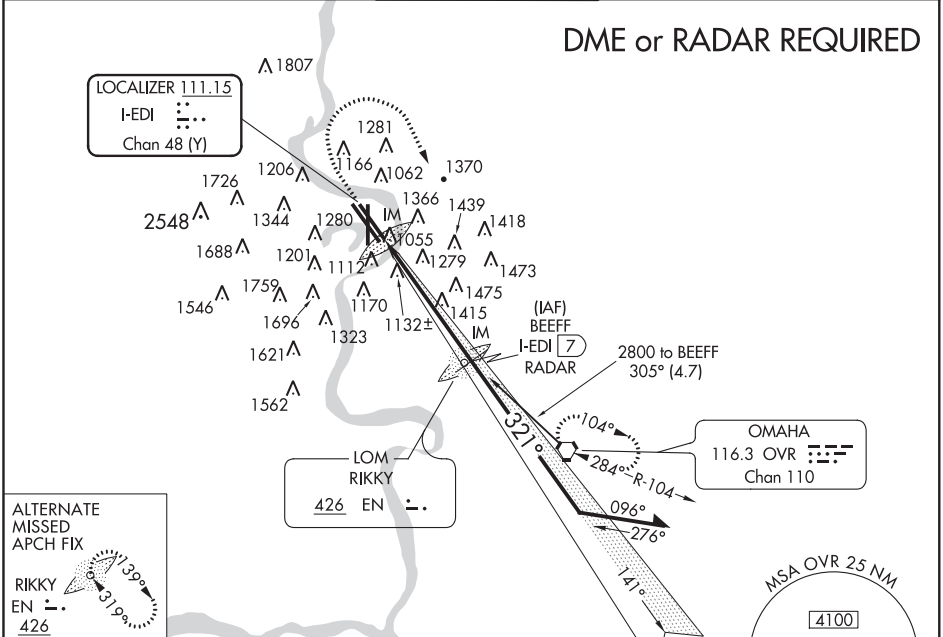 DME or RADAR REQUIRED
1807
LOCALIZER 111.15
I-EDI
Chan 48 (Y)
1281
1166
1062
1370
1206
1726
1344
1366
1439
2548
1280
IM
1418
1055
1688
1201
1112
1279
1473
1546
1759
1170
1475
1696
1132±
1415
1323
IM
1621
1562
(IAF)
BEEFF
I-EDI 7
RADAR
2800 to BEEFF
305° (4.7)
321°
104°
284°
R-104
OMAHA
116.3 OVR
Chan 110
LOM
RIKKY
426 EN
096°
276°
141°
ALTERNATE
MISSED
APCH FIX
RIKKY
EN
426
139°
319°
MSA OVR 25 NM
4100